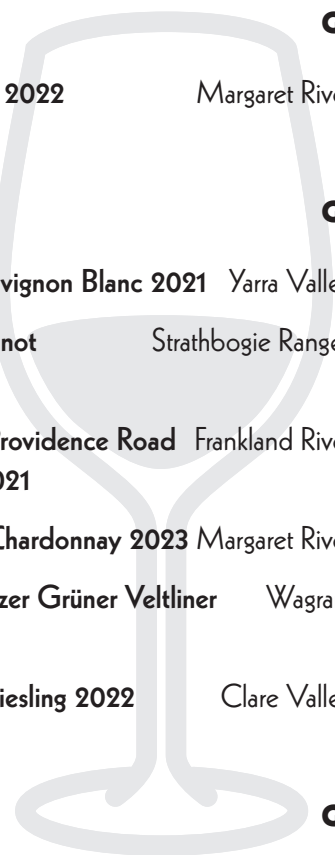 2022 Margaret Rive
vignon Blanc 2021 Yarra Valle
not Strathbogie Range
rovidence Road Frankland Rive
021
Chardonnay 2023 Margaret Rive
zer Grüner Veltliner Wagra
iesling 2022 Clare Valle